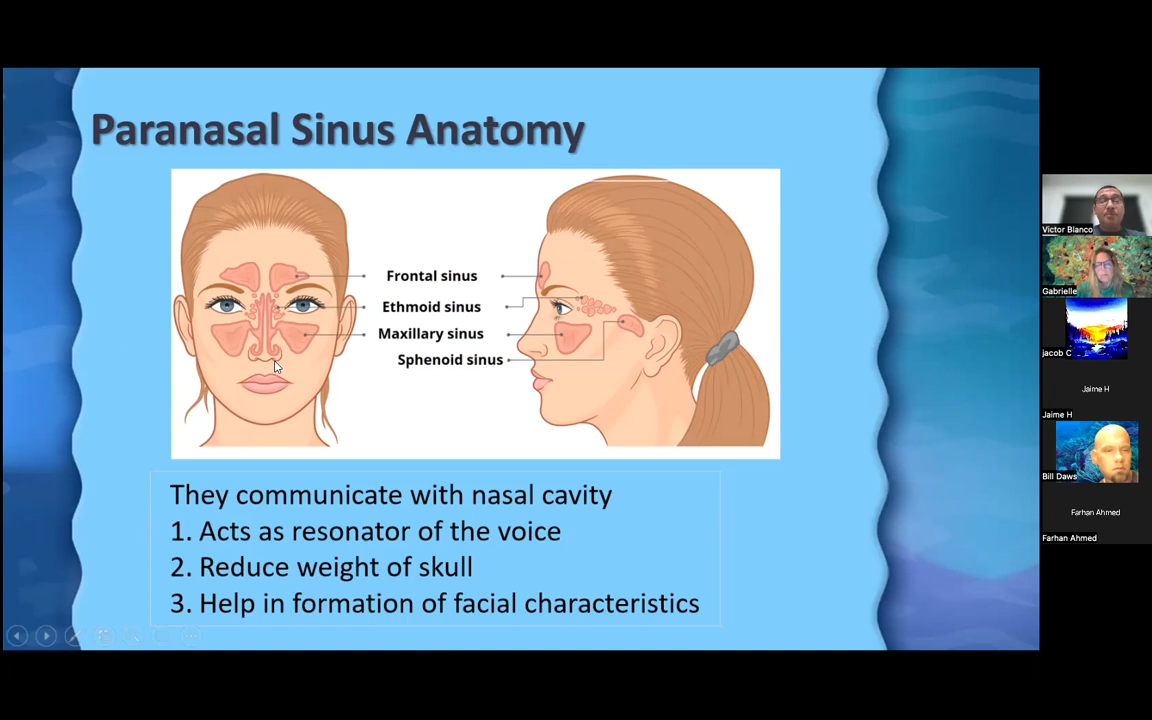 Paranasal Sinus Anatomy
Frontal sinus
Ethmoid sinus
Maxillary sinus
Sphenoid sinus
They communicate with nasal cavity
1. Acts as resonator of the voice
2. Reduce weight of skull
3. Help in formation of facial characteristics
Victor Blanco
Gabrielle
jacob C
Jaime H
Jaime H
Bill Daws
Farhan Ahmed
Farhan Ahmed